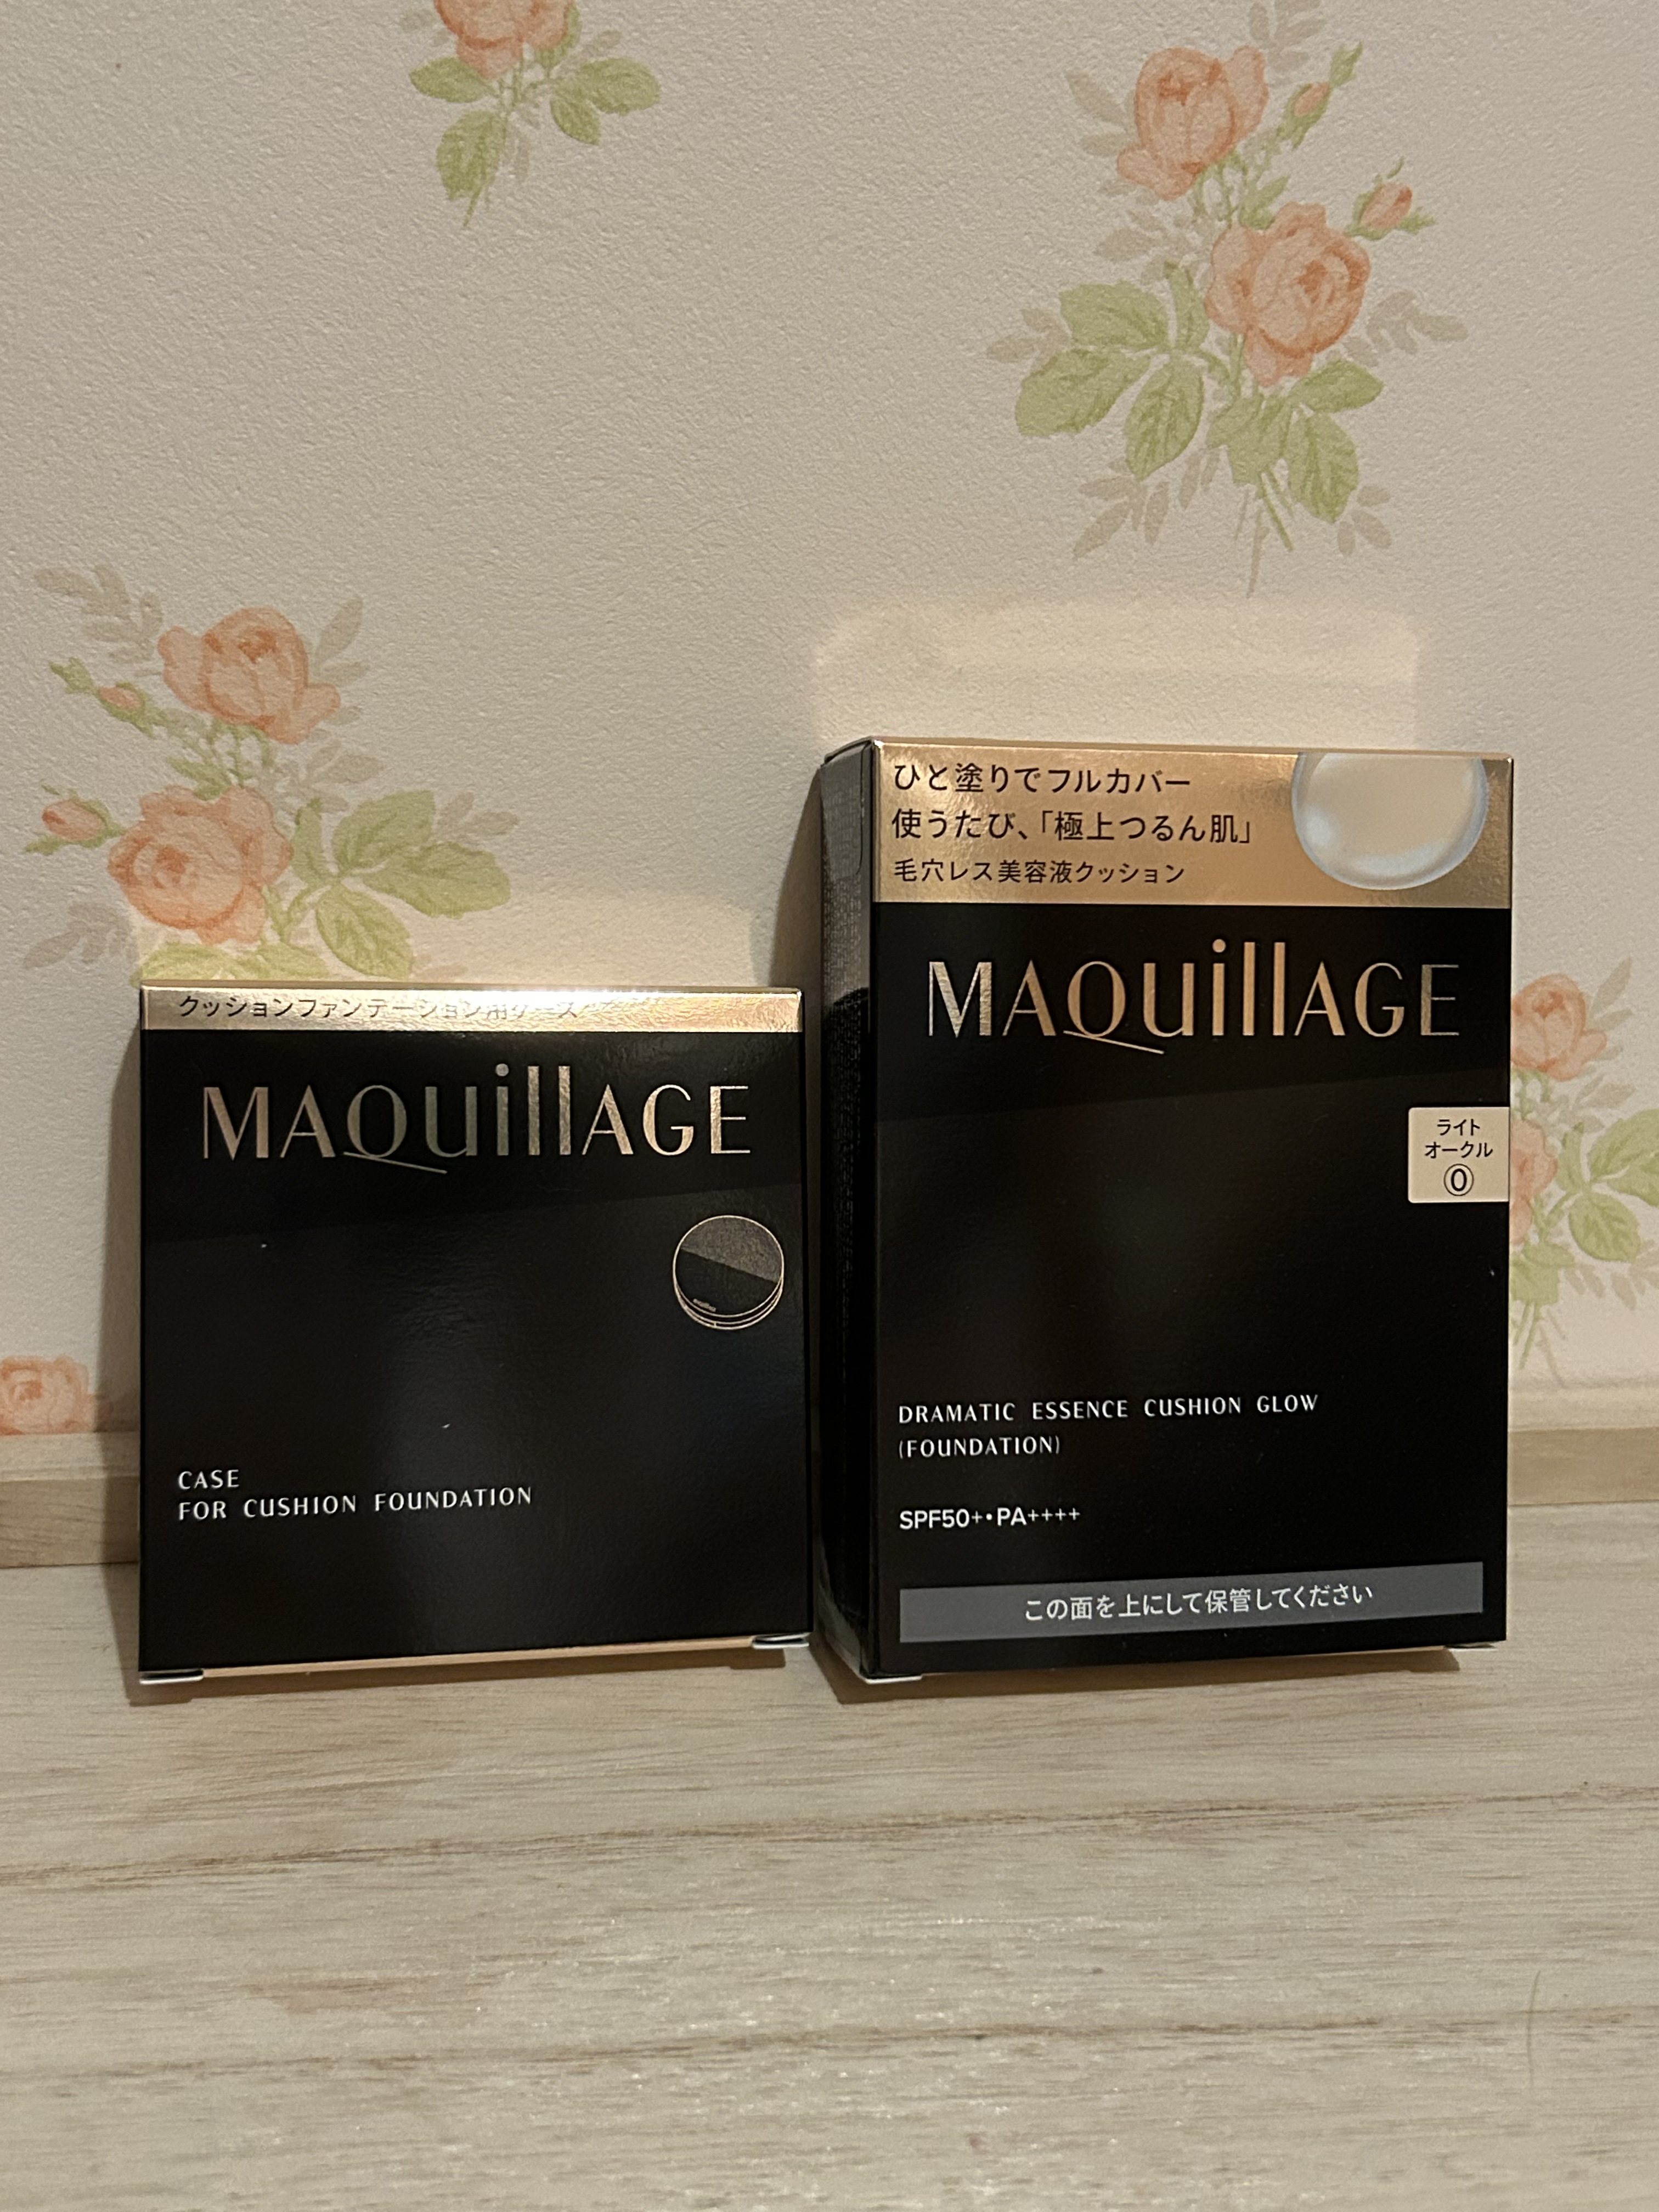 クッションファンデーション用ケース
MAQuillAGE
CASE
FOR CUSHION FOUNDATION
ひと塗りでフルカバー
使うたび、「極上つるん肌」
毛穴レス美容液クッション
MAQuillAGE
ライト
オークル
⓪
DRAMATIC ESSENCE CUSHION GLOW
(FOUNDATION)
SPF50+・PA++++
この面を上にして保管してください